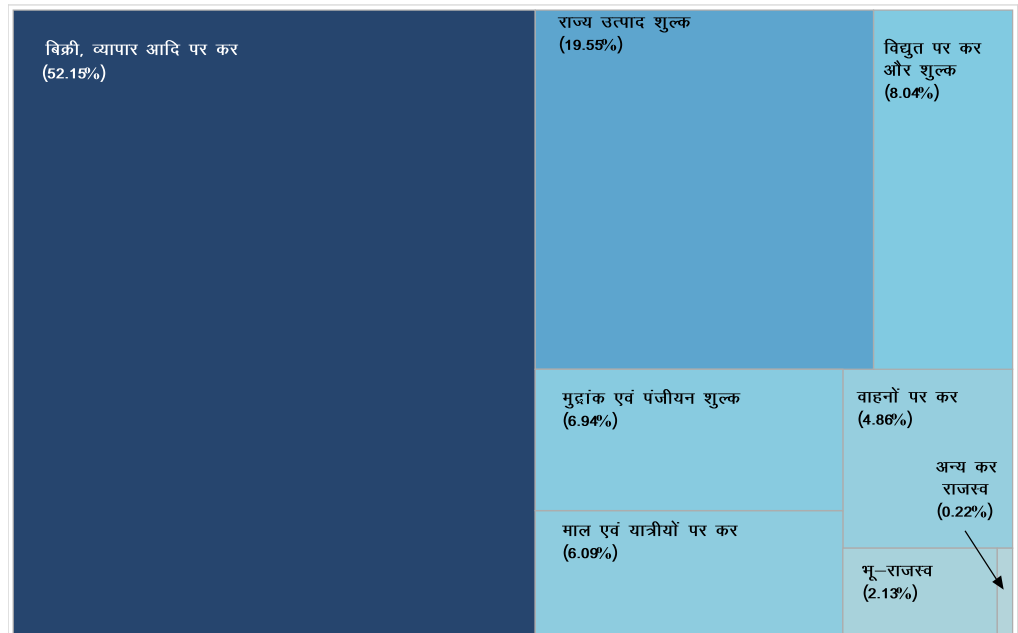 बिक्री, व्यापार आदि पर कर
(52.15%)
राज्य उत्पाद शुल्क
(19.55%)
विद्युत पर कर
और शुल्क
(8.04%)
मुद्रांक एवं पंजीयन शुल्क
(6.94%)
वाहनों पर कर
(4.86%)
अन्य कर
राजस्व
(0.22%)
माल एवं यात्रीयों पर कर
(6.09%)
भू–राजस्व
(2.13%)